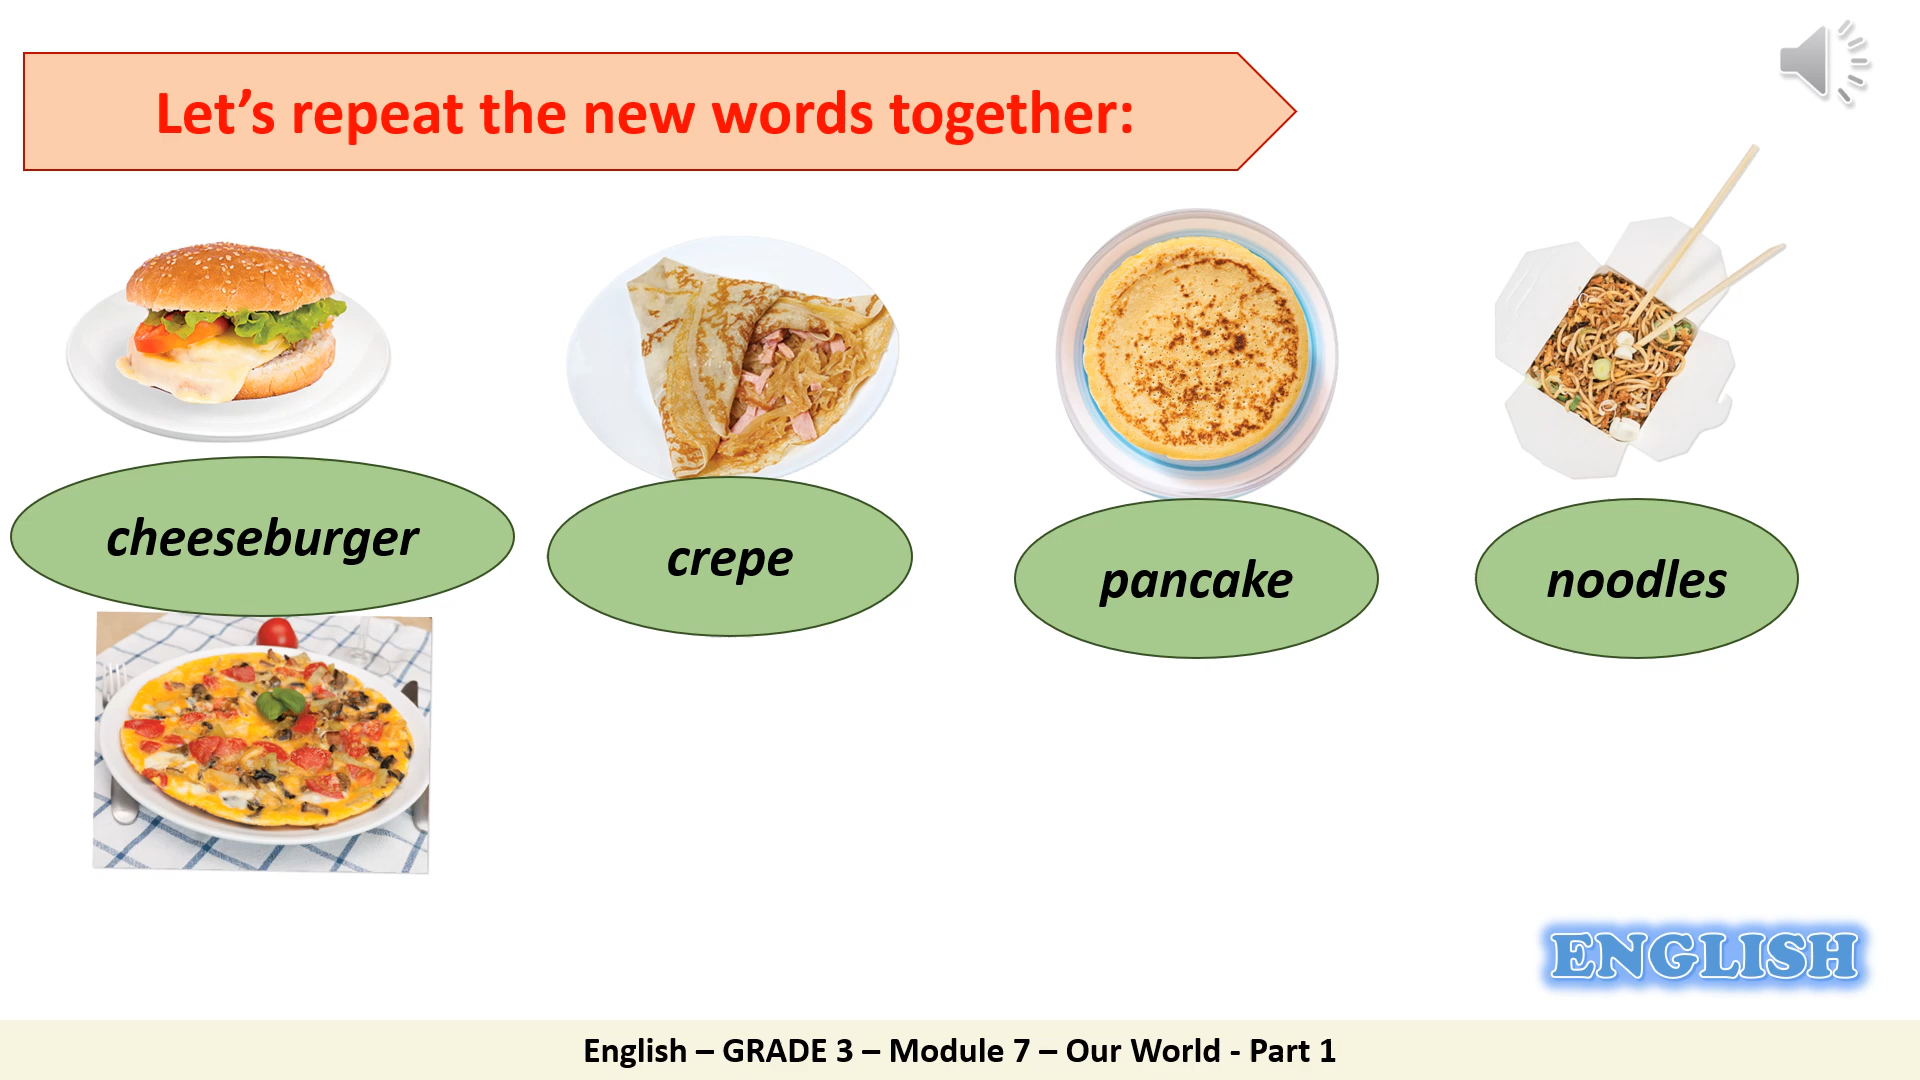 Let’s repeat the new words together:
cheeseburger
crepe
pancake
noodles
ENGLISH
English – GRADE 3 – Module 7 – Our World - Part 1